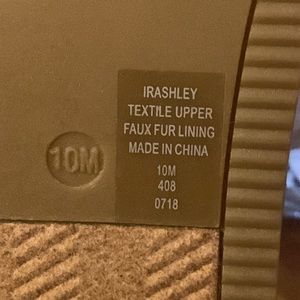 IRASHLEY
TEXTILE UPPER
FAUX FUR LINING
MADE IN CHINA
10M
408
0718
10M